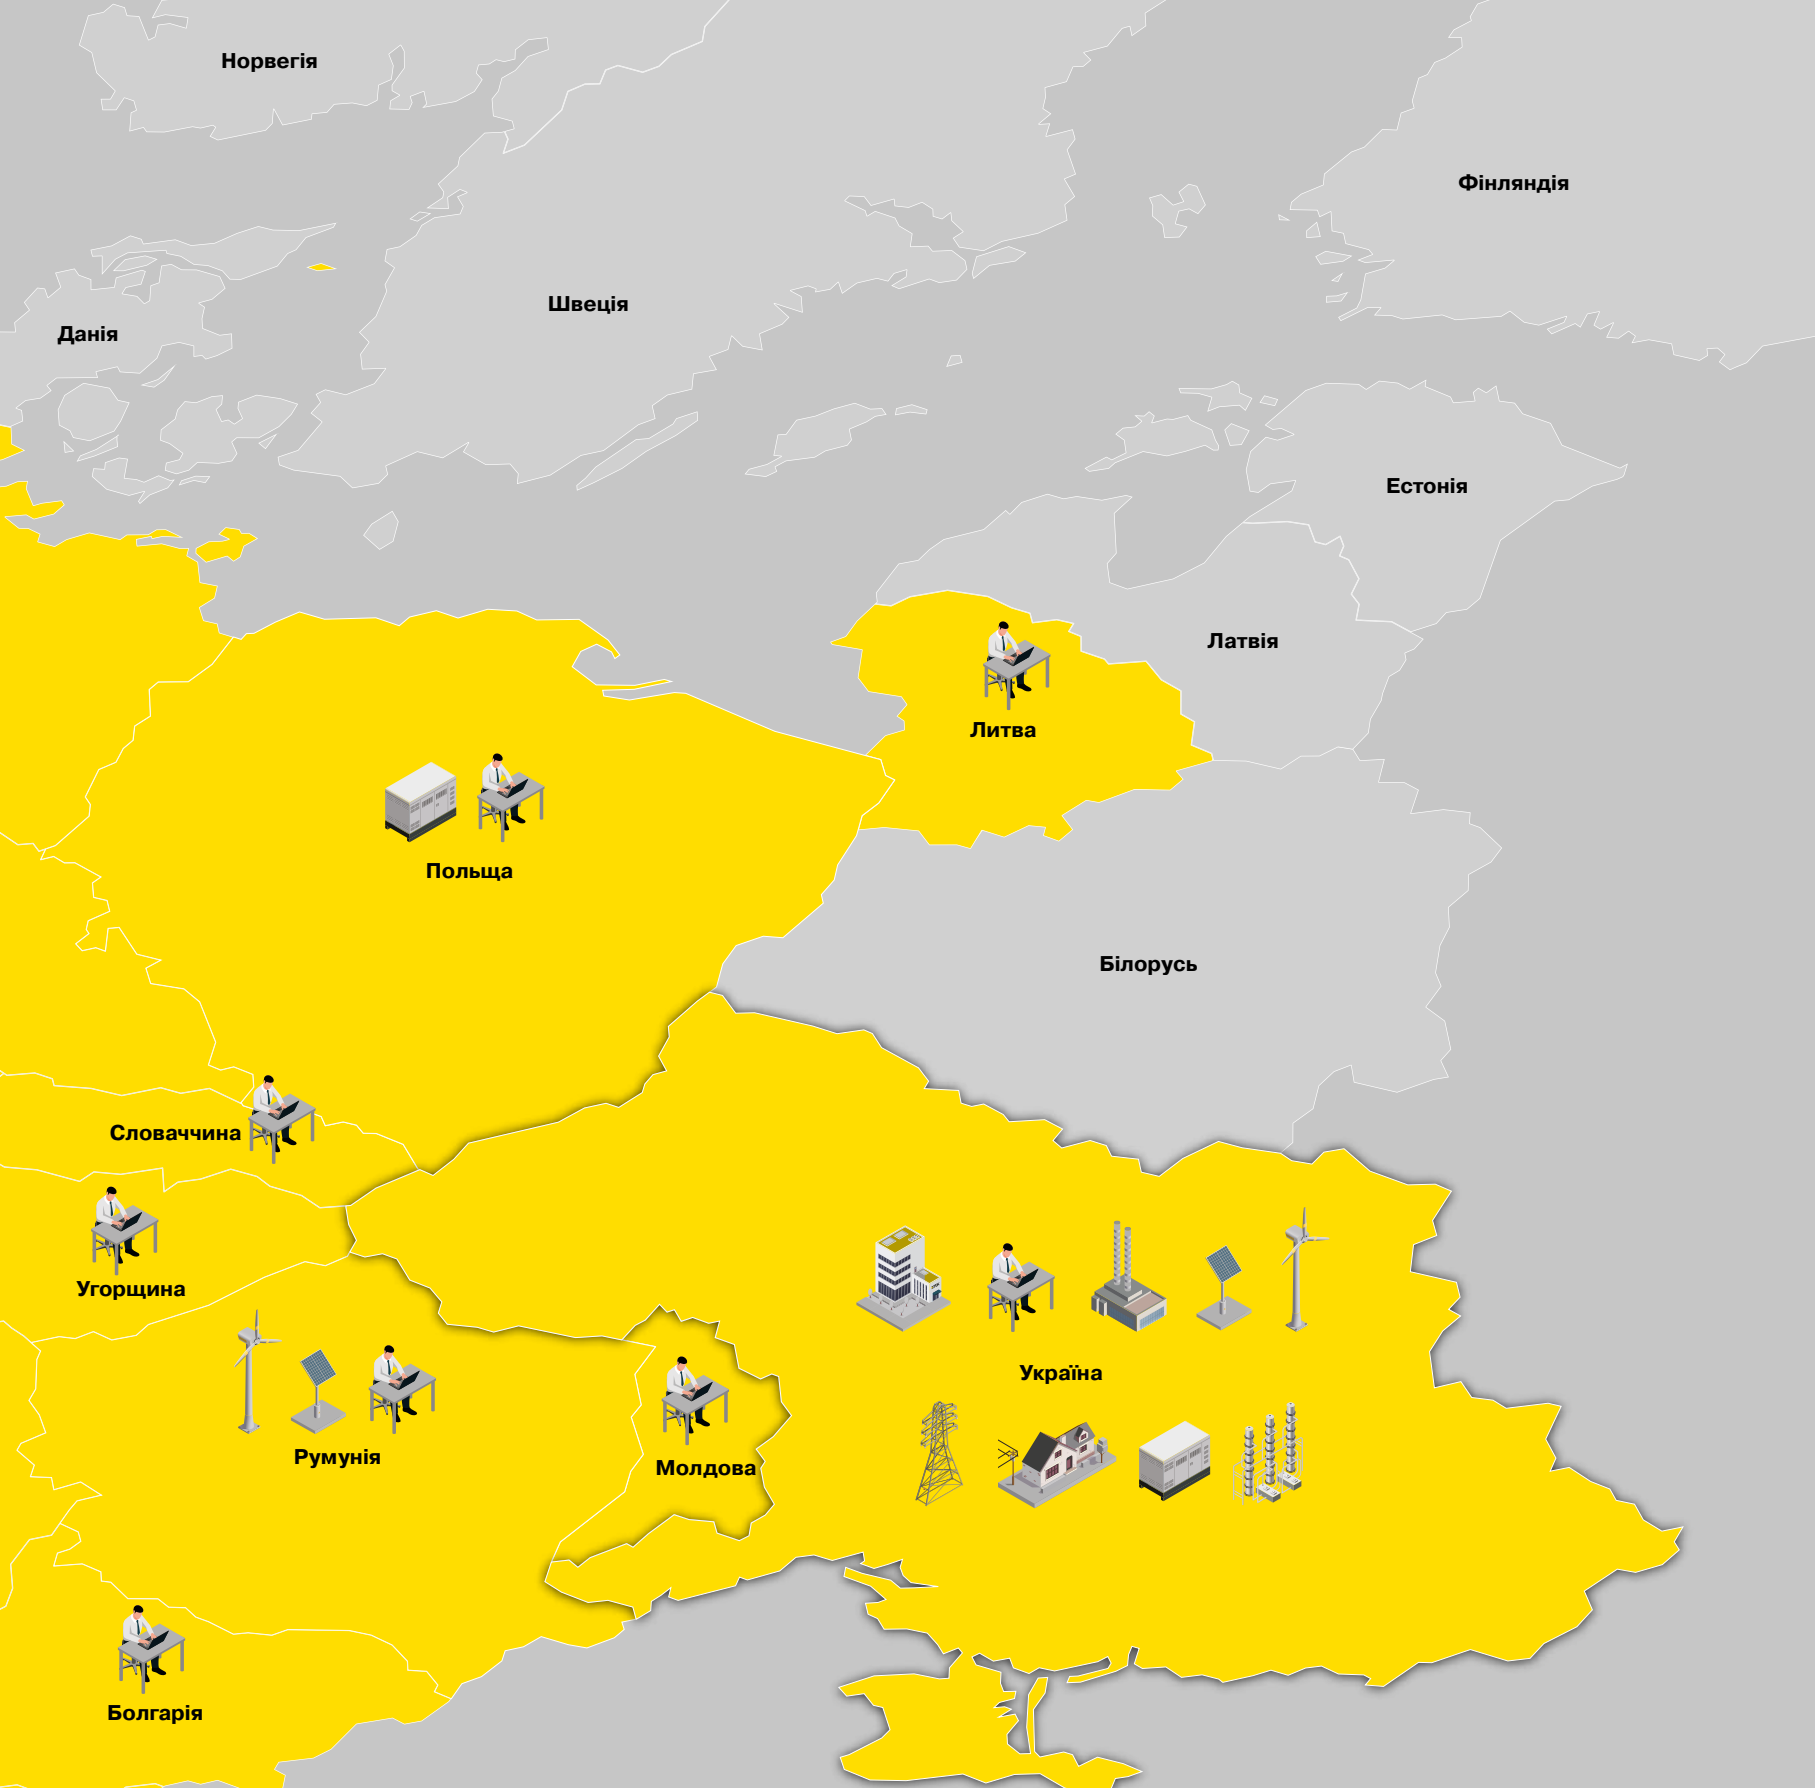 Норвегія
Фінляндія
Швеція
Данія
Естонія
Латвія
Литва
Польща
Білорусь
Словаччина
Угорщина
Україна
Румунія
Молдова
Болгарія